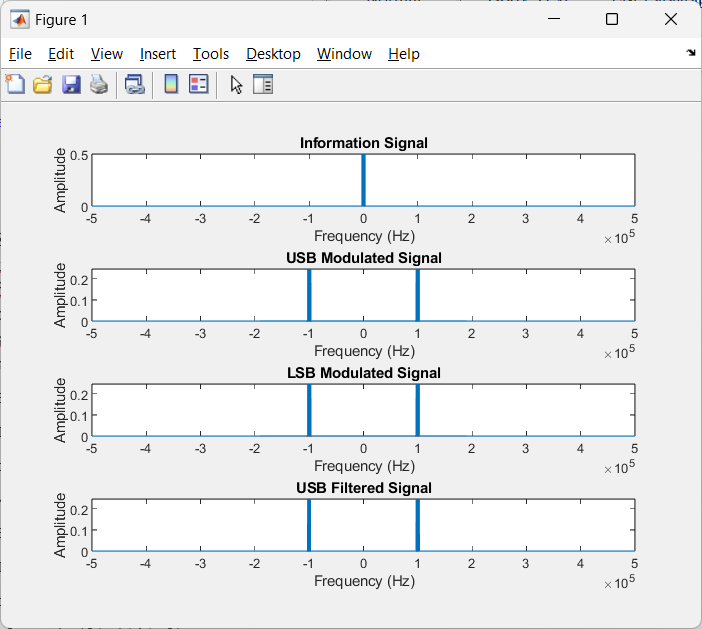 Figure 1
File Edit View Insert Tools Desktop Window Help
Information Signal
Amplitude
0.5
0
-5 -4 -3 -2 -1 0 1 2 3 4 5
Frequency (Hz)
×10^5
USB Modulated Signal
Amplitude
0.2
0.1
0
-5 -4 -3 -2 -1 0 1 2 3 4 5
Frequency (Hz)
×10^5
LSB Modulated Signal
Amplitude
0.2
0.1
0
-5 -4 -3 -2 -1 0 1 2 3 4 5
Frequency (Hz)
×10^5
USB Filtered Signal
Amplitude
0.2
0.1
0
-5 -4 -3 -2 -1 0 1 2 3 4 5
Frequency (Hz)
×10^5